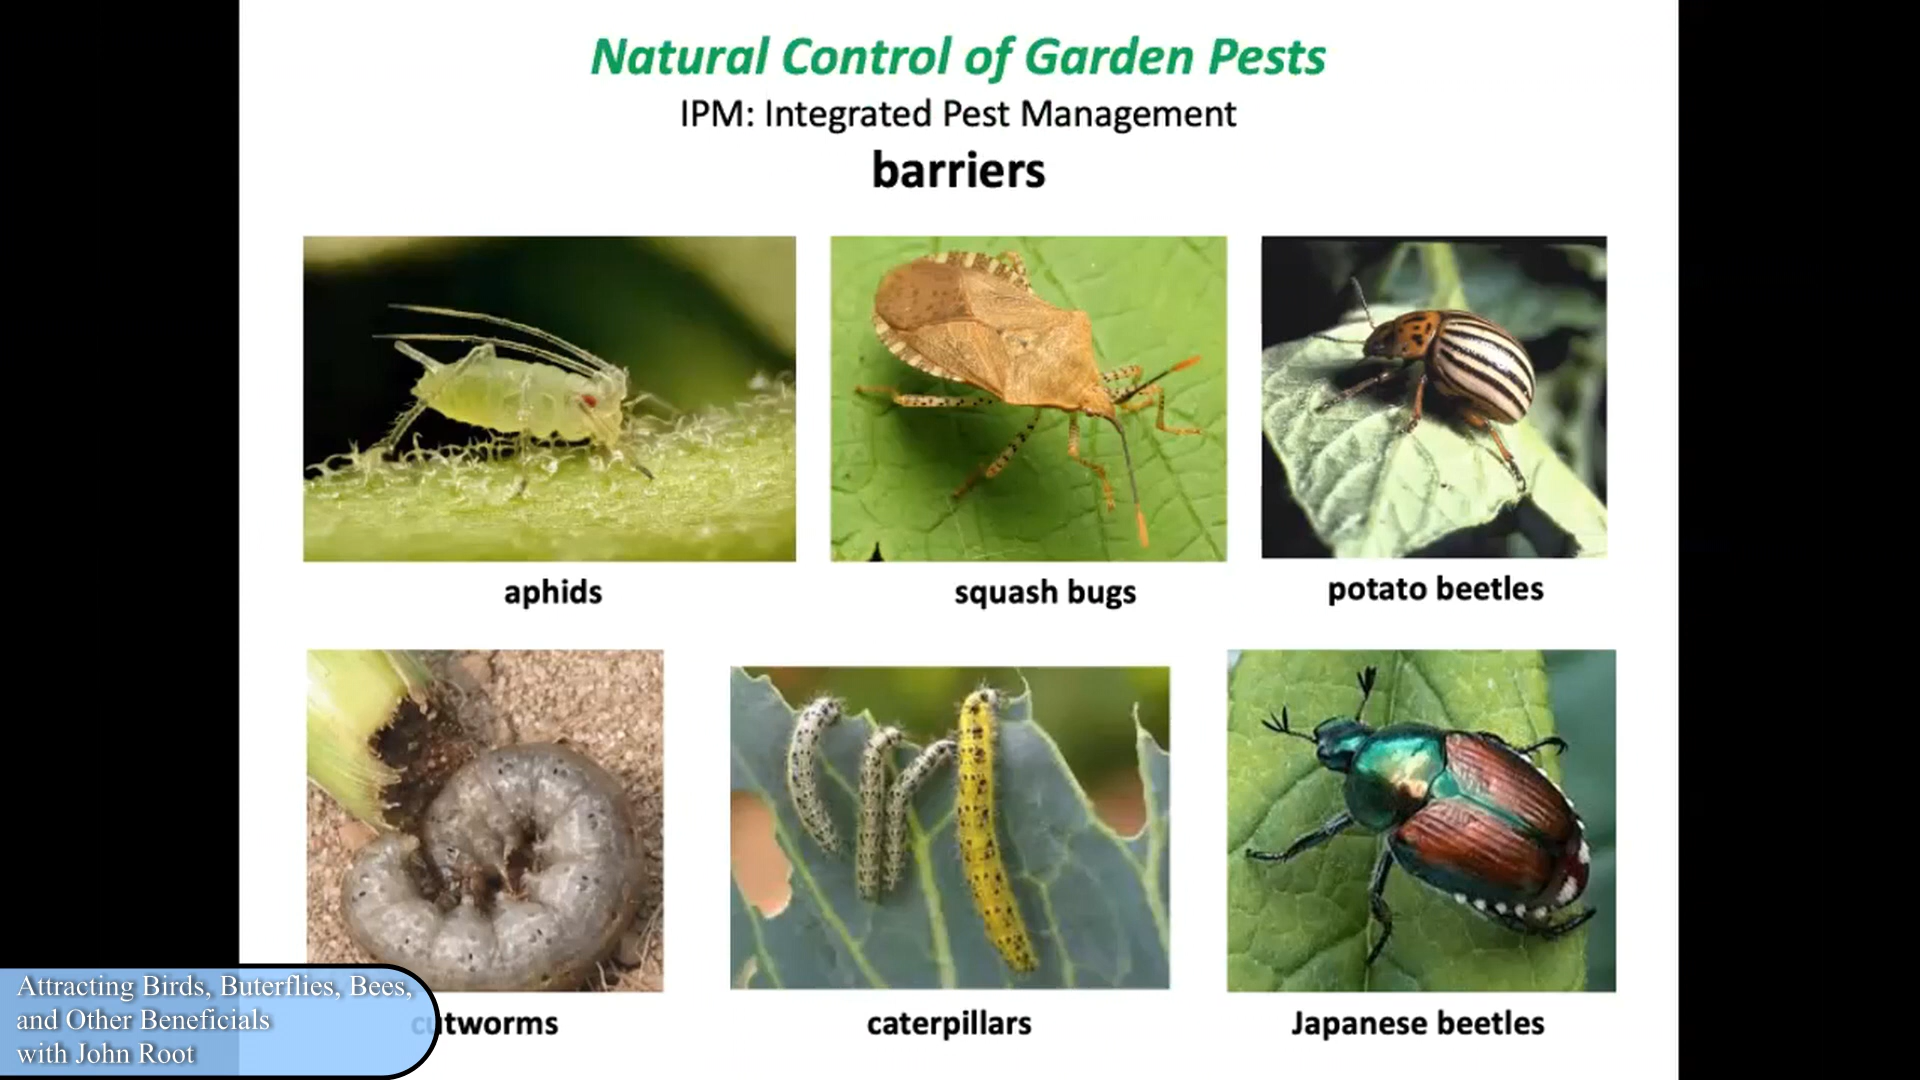 Natural Control of Garden Pests
IPM: Integrated Pest Management
barriers
aphids
squash bugs
potato beetles
cutworms
caterpillars
Japanese beetles
Attracting Birds, Buterflies, Bees,
and Other Beneficials
with John Root